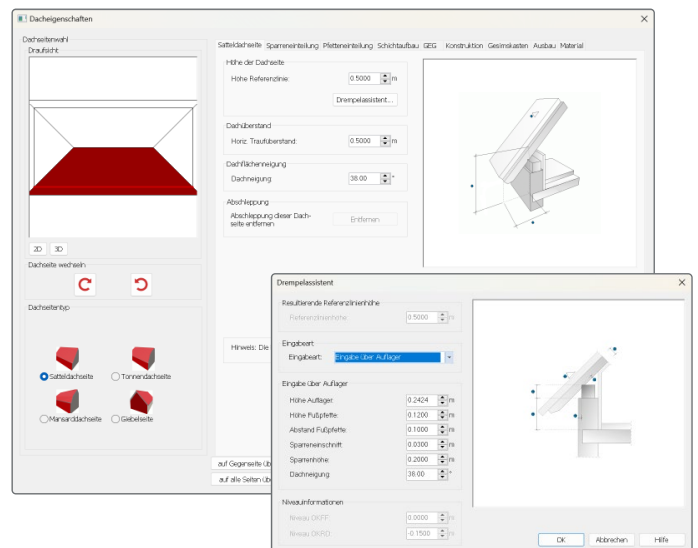 Dacheigenschaften
Dachseitenwahl
Draufsicht
2D 3D
Dachseite wechseln
Dachseitentyp
Satteldachseite Tonnendachseite
Mansarddachseite Giebelseite
Satteldachseite Sparreneinteilung Pfetteneinteilung Schichtaufbau GEG Konstruktion Gesimskasten Ausbau Material
Höhe der Dachseite
Höhe Referenzlinie: 0.5000 m
Drempelassistent...
Dachüberstand
Horiz. Traufüberstand: 0.5000 m
Dachflächenneigung
Dachneigung: 38.00 °
Abschleppung
Abschleppung dieser Dach-
seite entfernen
Entfernen
Hinweis: Die
auf Gegenseite üb
auf alle Seiten übe
Drempelassistent
Resultierende Referenzlinienhöhe
Referenzlinienhöhe: 0.5000 m
Eingabeart
Eingabeart: Eingabe über Auflager
Eingabe über Auflager
Höhe Auflager: 0.2424 m
Höhe Fußpfette: 0.1200 m
Abstand Fußpfette: 0.1000 m
Sparreneinschnitt: 0.0300 m
Sparrenhöhe: 0.2000 m
Dachneigung: 38.00 °
Niveauinformationen
Niveau OKFF: 0.0000 m
Niveau OKRD: -0.1500 m
OK Abbrechen Hilfe